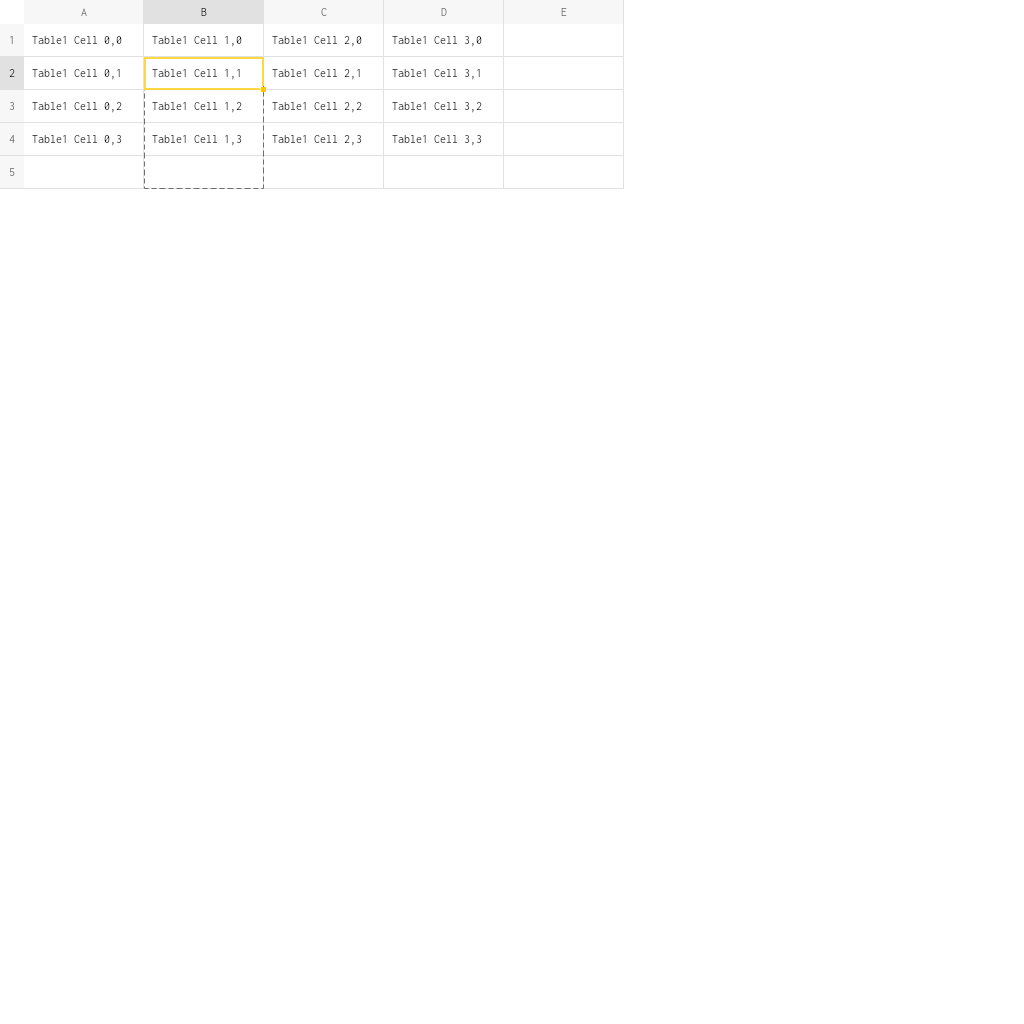 A B C D E
1 Table1 Cell 0,0 Table1 Cell 1,0 Table1 Cell 2,0 Table1 Cell 3,0
2 Table1 Cell 0,1 Table1 Cell 1,1 Table1 Cell 2,1 Table1 Cell 3,1
3 Table1 Cell 0,2 Table1 Cell 1,2 Table1 Cell 2,2 Table1 Cell 3,2
4 Table1 Cell 0,3 Table1 Cell 1,3 Table1 Cell 2,3 Table1 Cell 3,3
5